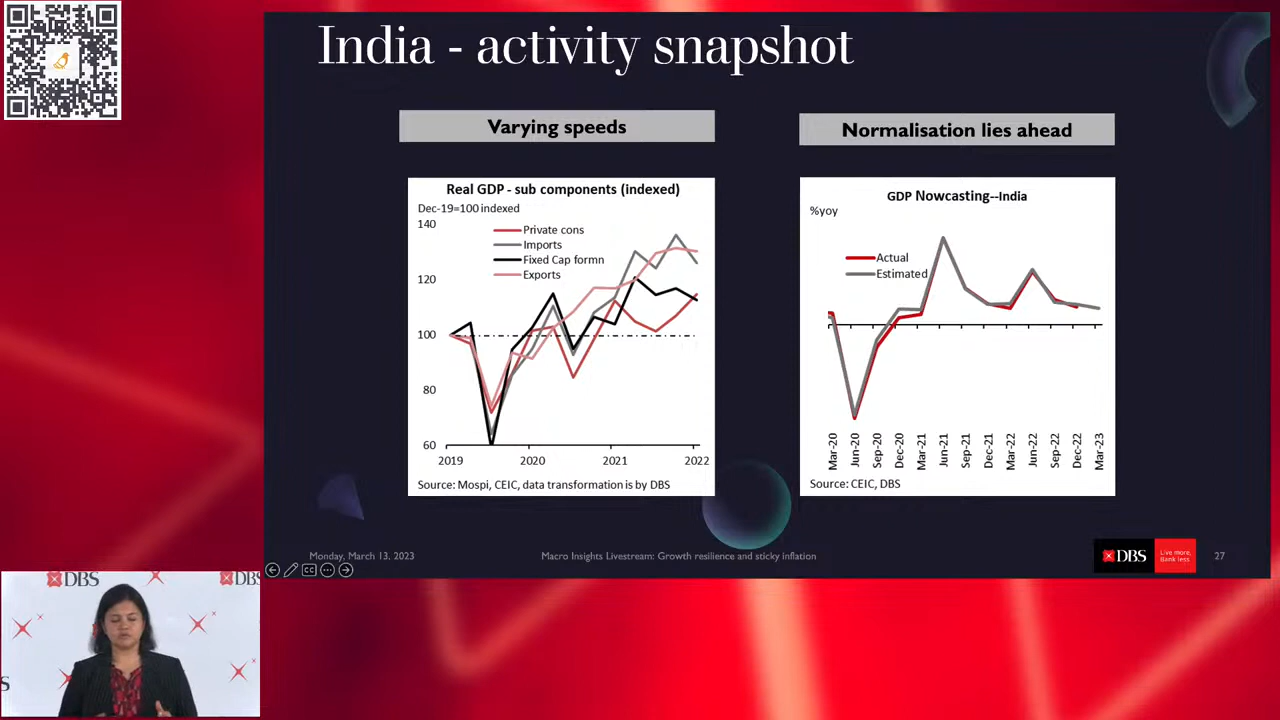 India - activity snapshot
Varying speeds
Real GDP - sub components (indexed)
Dec-19=100 indexed
140
120
100
80
60
Private cons
Imports
Fixed Cap formn
Exports
2019 2020 2021 2022
Source: Mospi, CEIC, data transformation is by DBS
Normalisation lies ahead
GDP Nowcasting--India
%yoy
Actual
Estimated
Mar-20 Jun-20 Sep-20 Dec-20 Mar-21 Jun-21 Sep-21 Dec-21 Mar-22 Jun-22 Sep-22 Dec-22 Mar-23
Source: CEIC, DBS
Monday, March 13, 2023
Macro Insights Livestream: Growth resilience and sticky inflation
DBS
Live more,
Bank less
27
CC
DBS
DBS
S